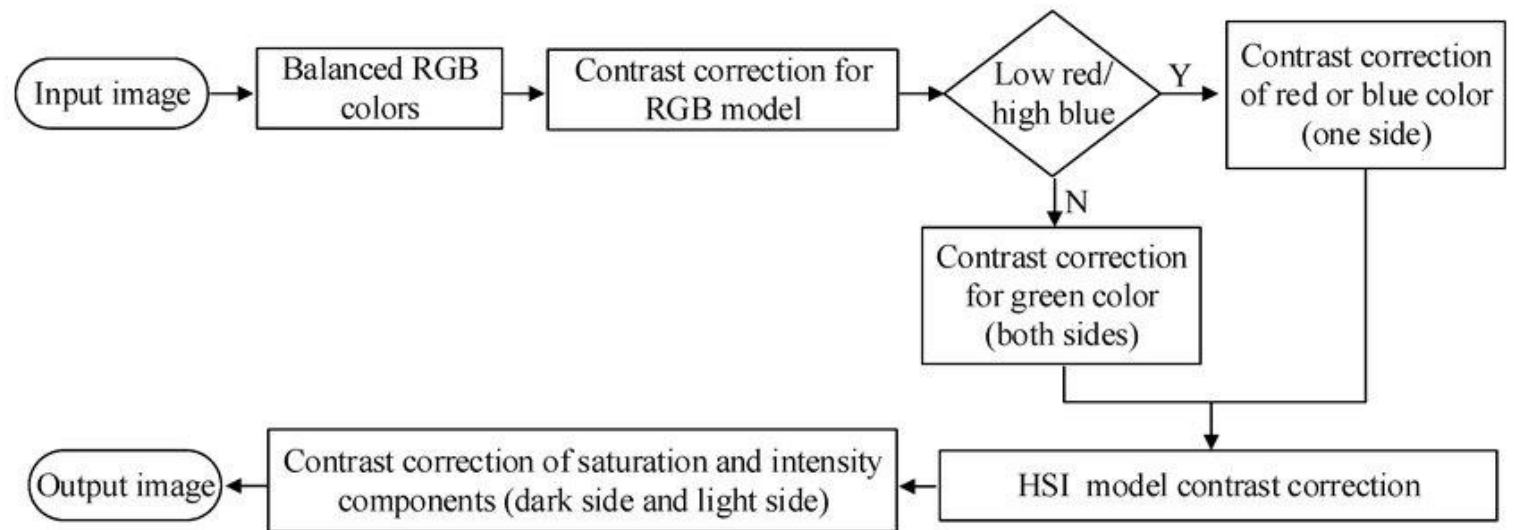 Input image
Balanced RGB
colors
Contrast correction for
RGB model
Low red/
high blue
Y
Contrast correction
of red or blue color
(one side)
N
Contrast correction
for green color
(both sides)
HSI model contrast correction
Contrast correction of saturation and intensity
components (dark side and light side)
Output image